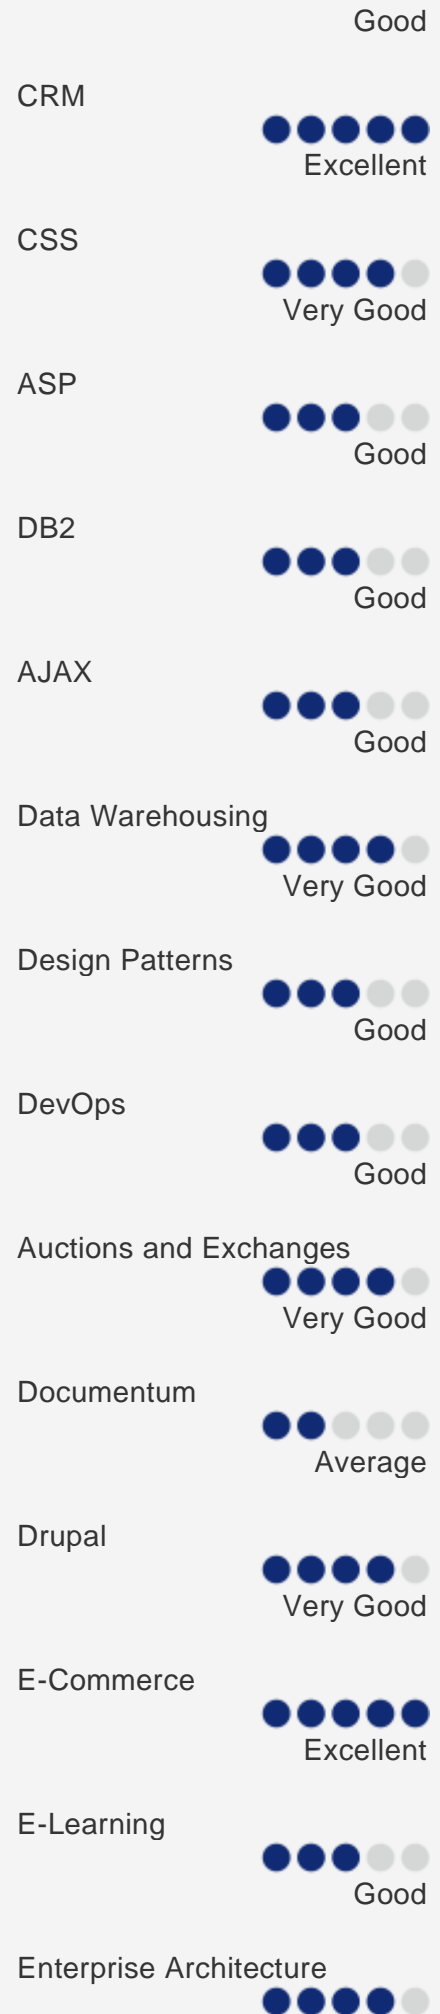 Good
CRM
Excellent
CSS
Very Good
ASP
Good
DB2
Good
AJAX
Good
Data Warehousing
Very Good
Design Patterns
Good
DevOps
Good
Auctions and Exchanges
Very Good
Documentum
Average
Drupal
Very Good
E-Commerce
Excellent
E-Learning
Good
Enterprise Architecture